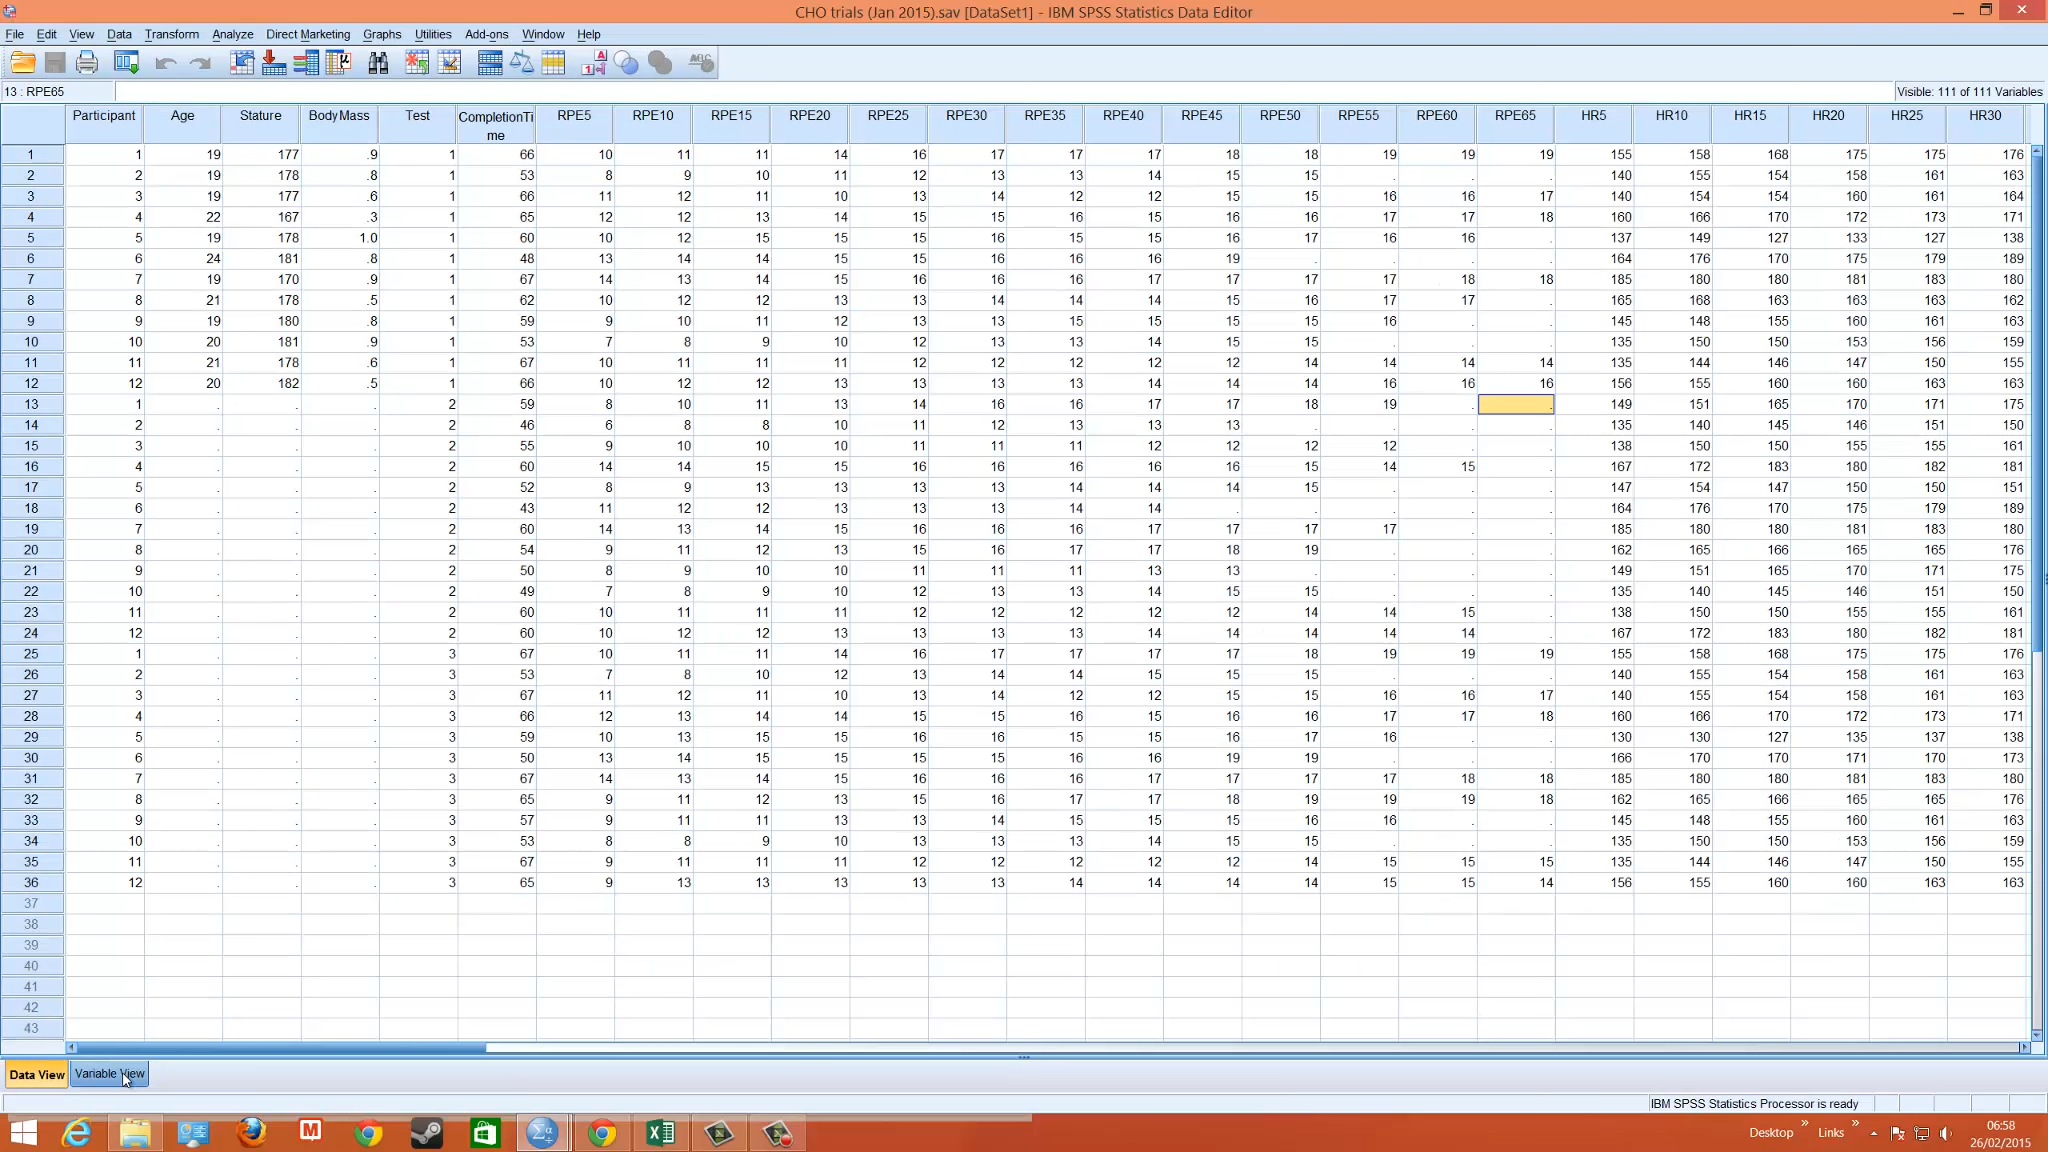 CHO trials (Jan 2015).sav [DataSet1] - IBM SPSS Statistics Data Editor
File Edit View Data Transform Analyze Direct Marketing Graphs Utilities Add-ons Window Help
13 : RPE65 Visible: 111 of 111 Variables
Participant Age Stature BodyMass Test CompletionTi me RPE5 RPE10 RPE15 RPE20 RPE25 RPE30 RPE35 RPE40 RPE45 RPE50 RPE55 RPE60 RPE65 HR5 HR10 HR15 HR20 HR25 HR30
1 1 19 177 .9 1 66 10 11 11 14 16 17 17 17 18 18 19 19 19 155 158 168 175 175 176
2 2 19 178 .8 1 53 8 9 10 11 12 13 13 14 15 15 . . . 140 155 154 158 161 163
3 3 19 177 .6 1 66 11 12 11 10 13 14 12 12 15 15 16 16 17 140 154 154 160 161 164
4 4 22 167 .3 1 65 12 12 13 14 15 15 16 15 16 16 17 17 18 160 166 170 172 173 171
5 5 19 178 1.0 1 60 10 12 15 15 15 16 15 15 16 17 16 16 . 137 149 127 133 127 138
6 6 24 181 .8 1 48 13 14 14 15 15 16 16 16 19 . . . . 164 176 170 175 179 189
7 7 19 170 .9 1 67 14 13 14 15 16 16 16 17 17 17 17 18 18 185 180 180 181 183 180
8 8 21 178 .5 1 62 10 12 12 13 13 14 14 14 15 16 17 17 . 165 168 163 163 163 162
9 9 19 180 .8 1 59 9 10 11 12 13 13 15 15 15 15 16 . . 145 148 155 160 161 163
10 10 20 181 .9 1 53 7 8 9 10 12 13 13 14 15 15 . . . 135 150 150 153 156 159
11 11 21 178 .6 1 67 10 11 11 11 12 12 12 12 12 14 14 14 14 135 144 146 147 150 155
12 12 20 182 .5 1 66 10 12 12 13 13 13 14 14 14 14 16 16 16 156 155 160 160 163 163
13 1 . . . 2 59 8 10 11 13 14 16 16 17 17 18 19 . . 149 151 165 170 171 175
14 2 . . . 2 46 6 8 8 10 11 12 13 13 13 . . . . 135 140 145 146 151 150
15 3 . . . 2 55 9 10 10 10 11 11 11 12 12 12 12 . . 138 150 150 155 155 161
16 4 . . . 2 60 14 14 15 15 16 16 16 16 16 15 14 15 . 167 172 183 180 182 181
17 5 . . . 2 52 8 9 13 13 13 13 14 14 14 15 . . . 147 154 147 150 150 151
18 6 . . . 2 43 11 12 12 13 13 13 14 14 . . . . . 164 176 170 175 179 189
19 7 . . . 2 60 14 13 14 15 16 16 16 17 17 17 17 . . 185 180 180 181 183 180
20 8 . . . 2 54 9 11 12 13 15 16 17 17 18 19 . . . 162 165 166 165 165 176
21 9 . . . 2 50 8 9 10 10 11 11 11 13 13 . . . . 149 151 165 170 171 175
22 10 . . . 2 49 7 8 9 10 12 13 13 14 15 15 . . . 135 140 145 146 151 150
23 11 . . . 2 60 10 11 11 11 12 12 12 12 12 14 14 15 . 138 150 150 155 155 161
24 12 . . . 2 60 10 12 12 13 13 13 13 14 14 14 14 14 . 167 172 183 180 182 181
25 1 . . . 3 67 10 11 11 14 16 17 17 17 17 18 19 19 19 155 158 168 175 175 176
26 2 . . . 3 53 7 8 10 12 13 14 14 15 15 15 . . . 140 155 154 158 161 163
27 3 . . . 3 67 11 12 11 10 13 14 12 12 15 15 16 16 17 140 155 154 158 161 163
28 4 . . . 3 66 12 13 14 14 15 15 16 15 16 16 17 17 18 160 166 170 172 173 171
29 5 . . . 3 59 10 13 15 15 16 16 15 15 16 17 16 . . 130 130 127 135 137 138
30 6 . . . 3 50 13 14 15 15 15 15 16 16 19 19 . . . 166 170 170 171 170 173
31 7 . . . 3 67 14 13 14 15 16 16 16 17 17 17 17 18 18 185 180 180 181 183 180
32 8 . . . 3 65 9 11 12 13 15 16 17 17 18 19 19 19 18 162 165 166 165 165 176
33 9 . . . 3 57 9 11 11 13 13 14 15 15 15 16 16 . . 145 148 155 160 161 163
34 10 . . . 3 53 8 8 9 10 13 13 13 14 15 15 . . . 135 150 150 153 156 159
35 11 . . . 3 67 9 11 11 11 12 12 12 12 12 14 15 15 15 135 144 146 147 150 155
36 12 . . . 3 65 9 13 13 13 13 13 14 14 14 14 15 15 14 156 155 160 160 163 163
37
38
39
40
41
42
43
Data View Variable View
IBM SPSS Statistics Processor is ready
Desktop Links 06:58
26/02/2015